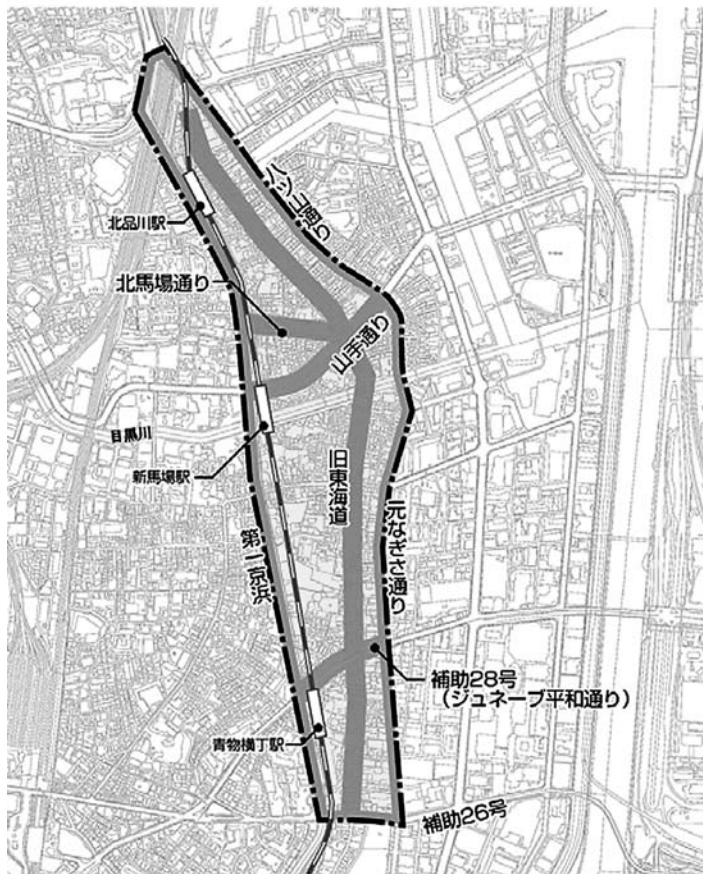 八ツ山通り
北品川駅
北馬場通り
山手通り
目黒川
新馬場駅
旧東海道
元なぎさ通り
第一京浜
補助28号
(ジュネーブ平和通り)
青物横丁駅
補助26号